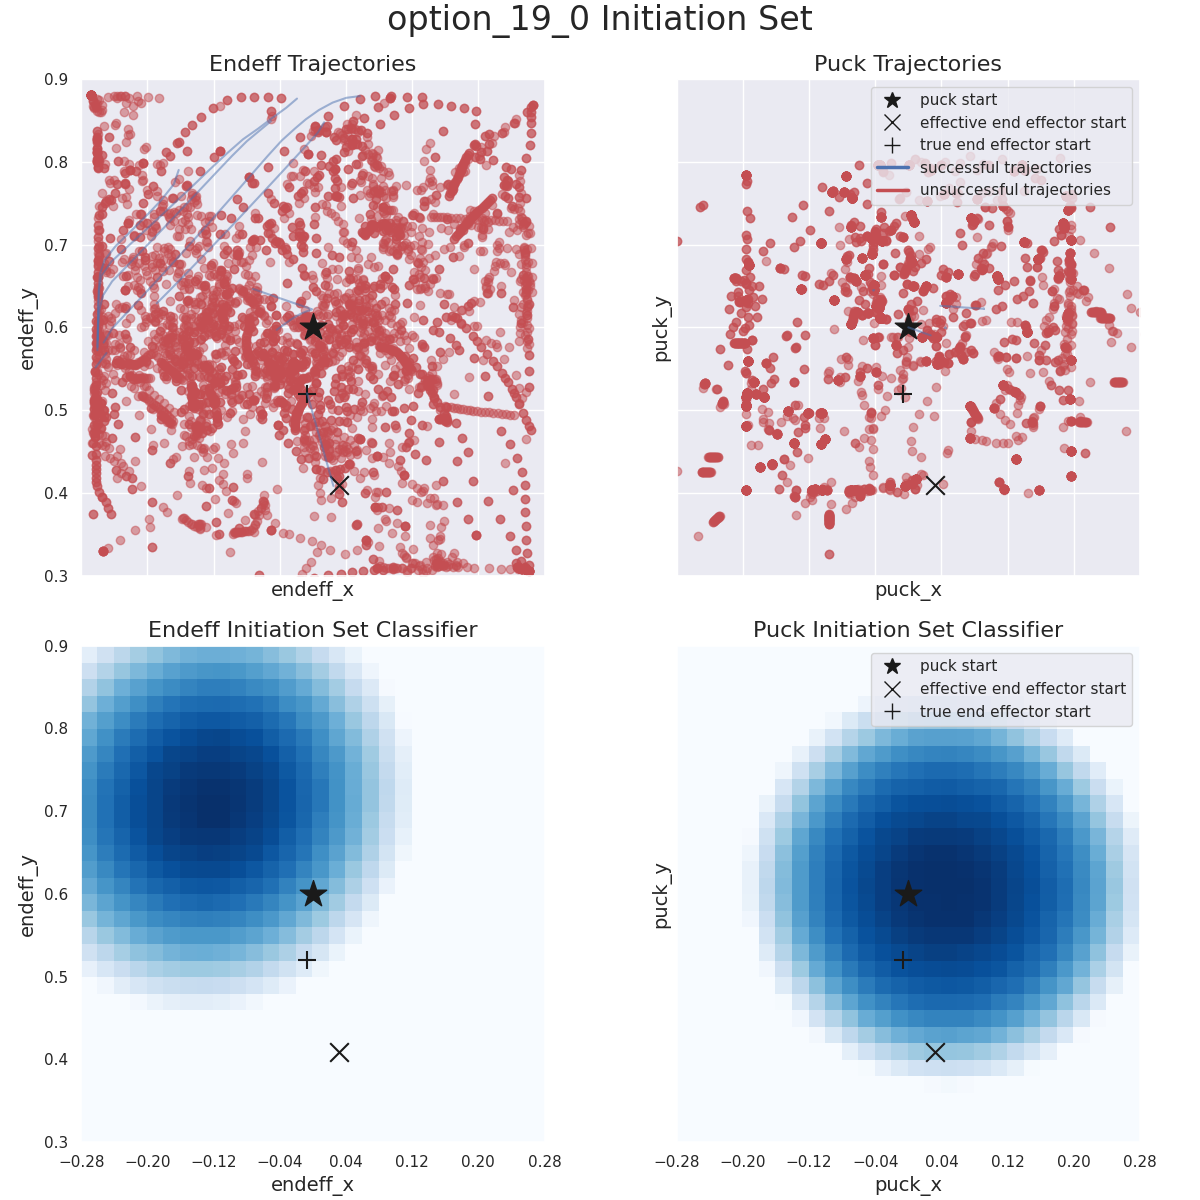 option_19_0 Initiation Set
Endeff Trajectories
0.9
0.8
0.7
0.6
0.5
0.4
0.3
endeff_y
endeff_x
Puck Trajectories
puck start
effective end effector start
true end effector start
successful trajectories
unsuccessful trajectories
puck_y
puck_x
Endeff Initiation Set Classifier
0.9
0.8
0.7
0.6
0.5
0.4
0.3
endeff_y
−0.28 −0.20 −0.12 −0.04 0.04 0.12 0.20 0.28
endeff_x
Puck Initiation Set Classifier
puck start
effective end effector start
true end effector start
puck_y
−0.28 −0.20 −0.12 −0.04 0.04 0.12 0.20 0.28
puck_x